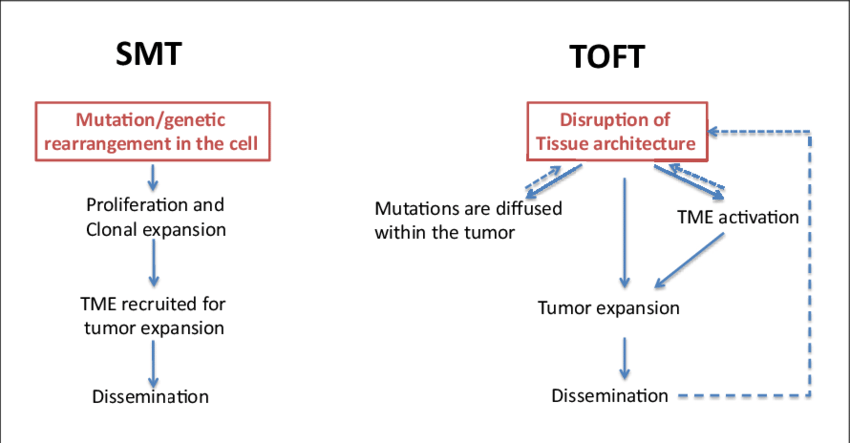 SMT
Mutation/genetic
rearrangement in the cell
Proliferation and
Clonal expansion
TME recruited for
tumor expansion
Dissemination
TOFT
Disruption of
Tissue architecture
Mutations are diffused
within the tumor
TME activation
Tumor expansion
Dissemination